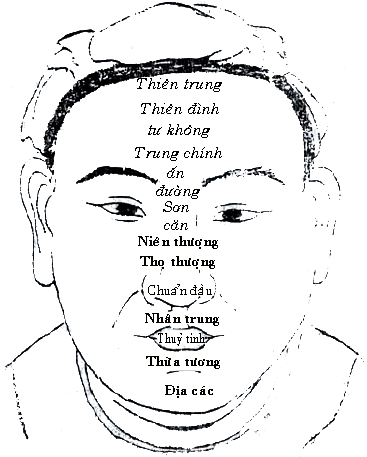 Thiên trung
Thiên đình
tư không
Trung chính
ấn
đường
Sơn
căn
Niên thượng
Thọ thượng
Chuẩn đầu
Nhân trung
Thuỷ tinh
Thừa tương
Địa các